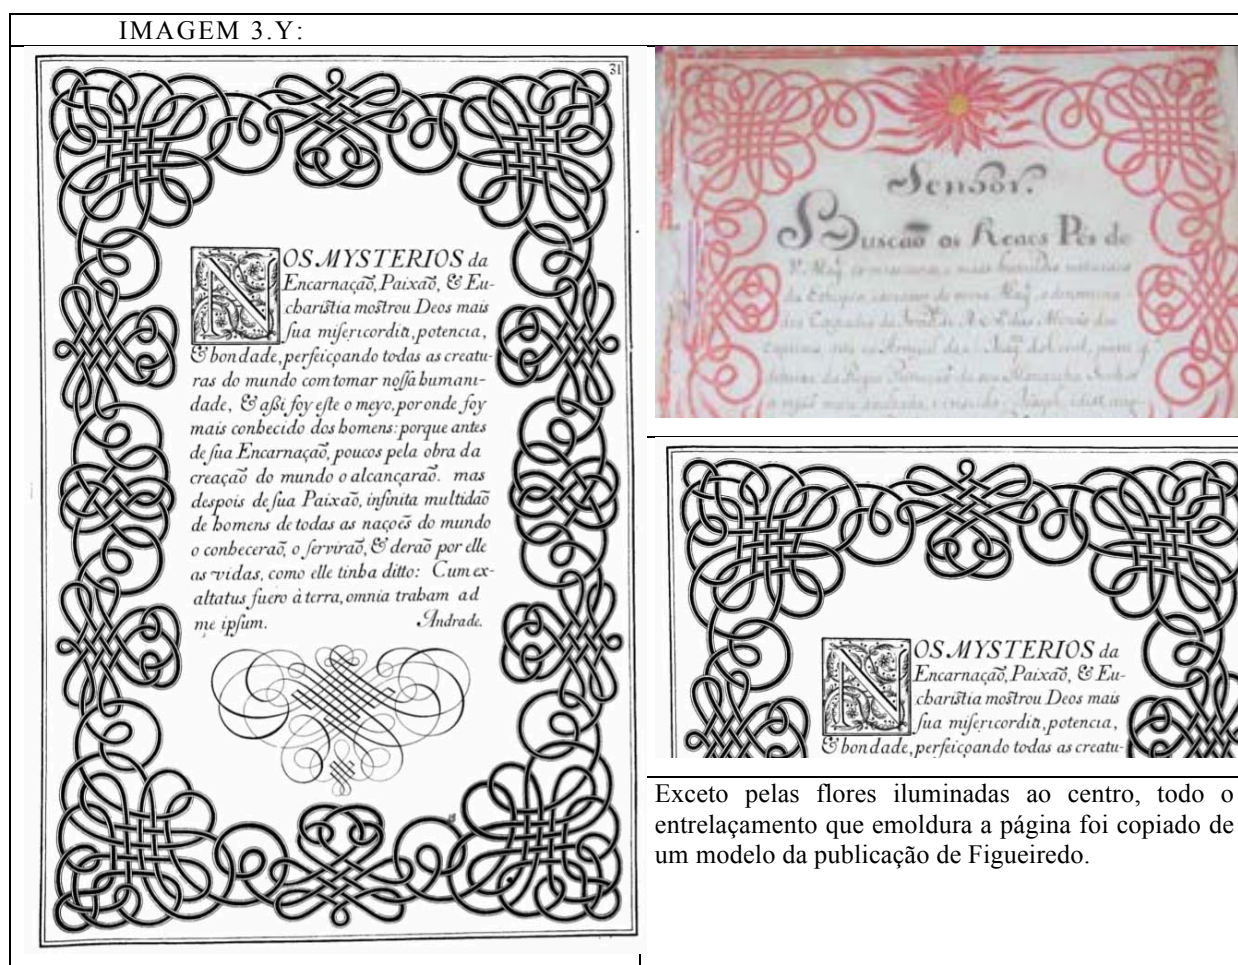 IMAGEM 3.Y:
31
NOS MYSTERIOS da
Encarnaçaõ, Paixaõ, & Eu-
charistia mostrou Deos mais
ſua miſericordia, potencia,
& bondade, perfeiçoando todas as creatu-
ras do mundo com tomar noſſa humani-
dade, & aßi foy eſte o meyo, por onde foy
mais conhecido dos homens: porque antes
de ſua Encarnaçaõ, poucos pela obra da
creaçaõ do mundo o alcançaraõ. mas
despois de ſua Paixaõ, infinita multidaõ
de homens de todas as naçoẽs do mundo
o conheceraõ, o ſerviraõ, & deraõ por elle
as vidas, como elle tinha ditto: Cum ex-
altatus fuero à terra, omnia traham ad
me ipſum. Andrade.
Senhor.
Buscaõ os Reaes Pés de
V. Mag.
da Ethiopia
NOS MYSTERIOS da
Encarnaçaõ, Paixaõ, & Eu-
charistia mostrou Deos mais
ſua miſericordia, potencia,
& bondade, perfeiçoando todas as creatu-
Exceto pelas flores iluminadas ao centro, todo o
entrelaçamento que emoldura a página foi copiado de
um modelo da publicação de Figueiredo.